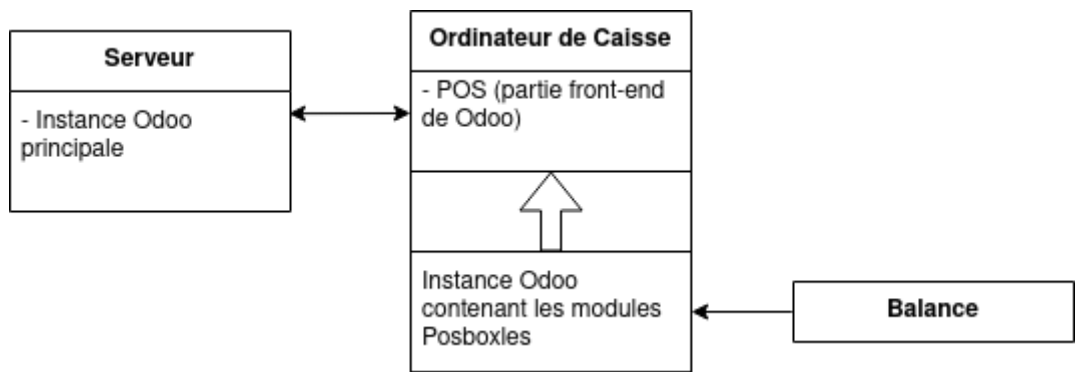 Serveur
- Instance Odoo
principale
Ordinateur de Caisse
- POS (partie front-end
de Odoo)
Instance Odoo
contenant les modules
Posboxles
Balance